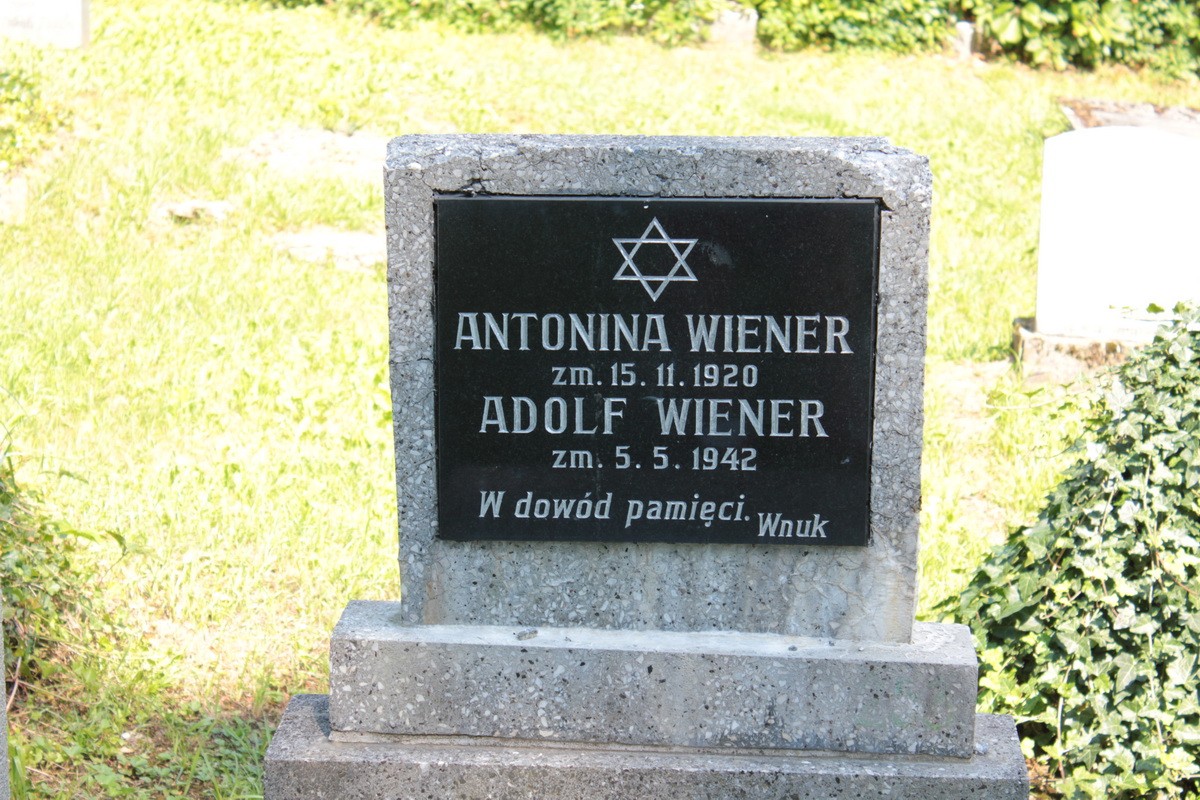 ANTONINA WIENER
zm. 15. 11. 1920
ADOLF WIENER
zm. 5. 5. 1942
W dowód pamięci. Wnuk